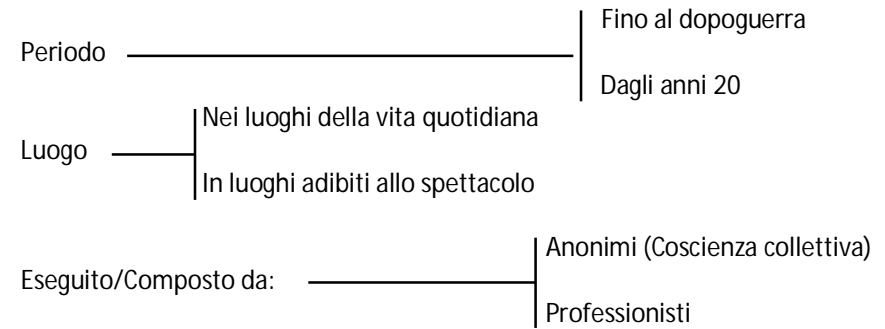 Fino al dopoguerra
Periodo
Dagli anni 20
Nei luoghi della vita quotidiana
Luogo
In luoghi adibiti allo spettacolo
Anonimi (Coscienza collettiva)
Eseguito/Composto da:
Professionisti